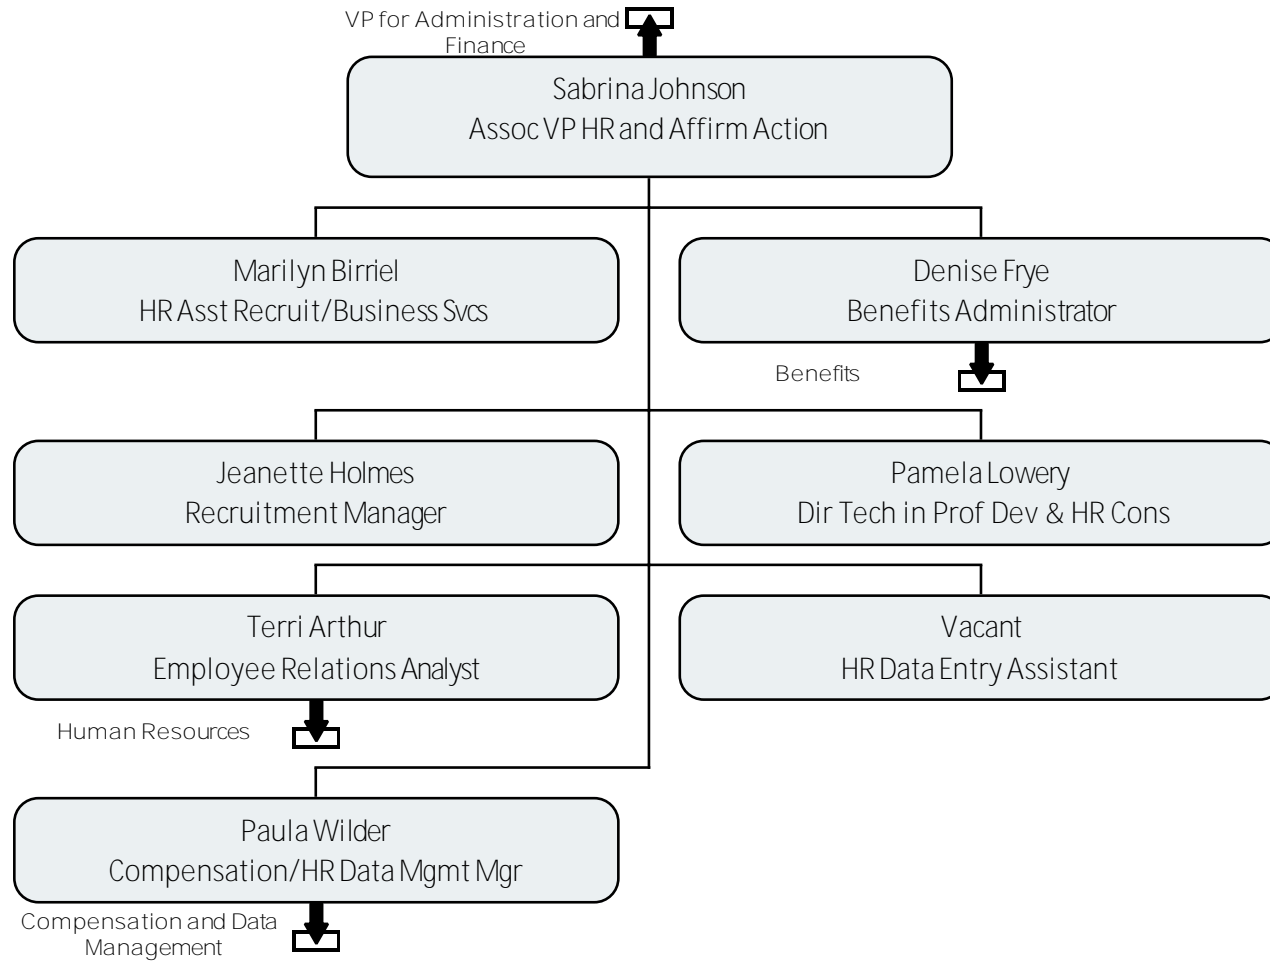 VP for Administration and
Finance
Sabrina Johnson
Assoc VP HR and Affirm Action
Marilyn Birriel
HR Asst Recruit/Business Svcs
Denise Frye
Benefits Administrator
Benefits
Jeanette Holmes
Recruitment Manager
Pamela Lowery
Dir Tech in Prof Dev & HR Cons
Terri Arthur
Employee Relations Analyst
Vacant
HR Data Entry Assistant
Human Resources
Paula Wilder
Compensation/HR Data Mgmt Mgr
Compensation and Data
Management